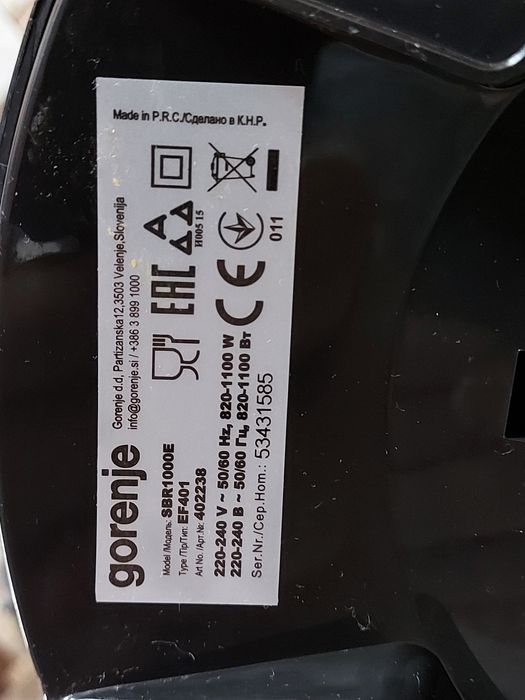 gorenje
Gorenje d.d, Partizanska12,3503 Velenje,Slovenija
info@gorenje.si / +386 3 899 1000
Made in P.R.C./Сделано в К.Н.Р.
Model /Модель: SBR1000E
Type /Tip/Тип: EF401
Art No. /Арт.№: 402238
EAC
И005 15
220-240 V ~ 50/60 Hz, 820-1100 W
220-240 В ~ 50/60 Гц, 820-1100 Вт
CE
011
Ser.Nr./Сер.Ном.: 53431585